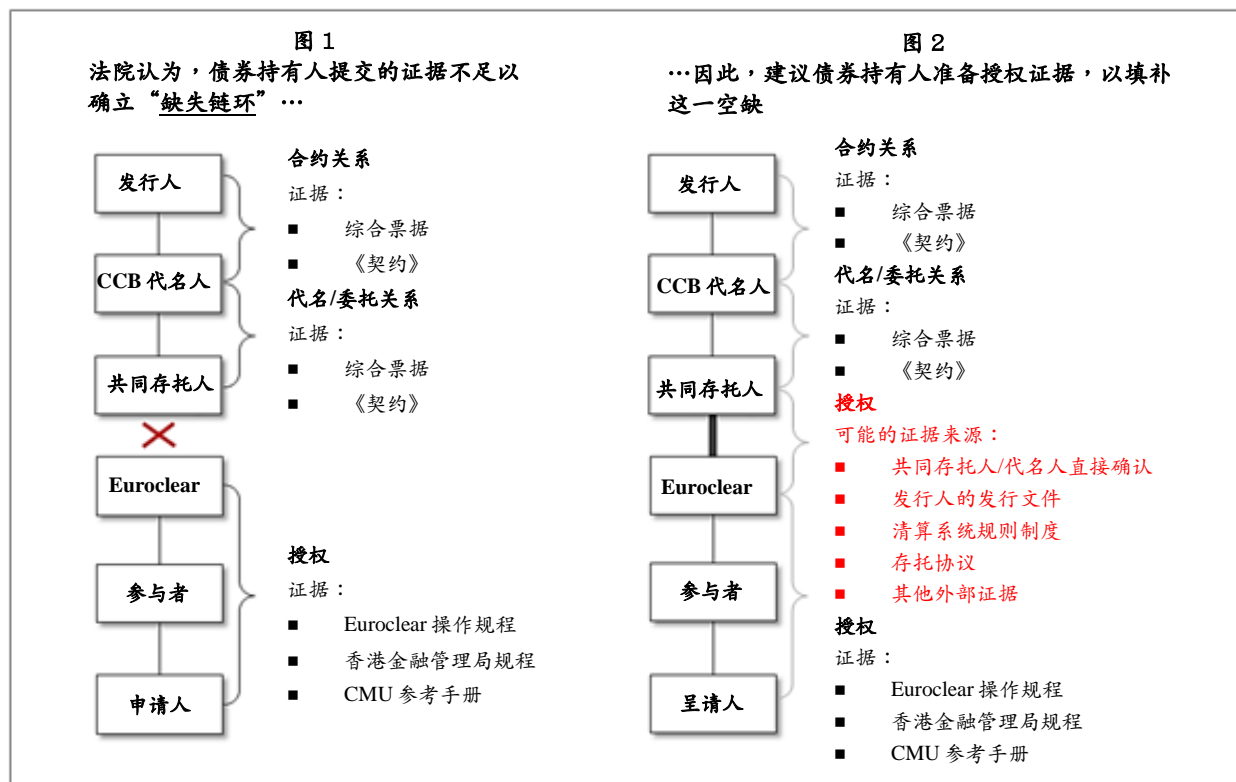 图 1
法院认为，债券持有人提交的证据不足以
确立“缺失链环”…
发行人
CCB 代名人
共同存托人
Euroclear
参与者
申请人
合约关系
证据：
■ 综合票据
■ 《契约》
代名/委托关系
证据：
■ 综合票据
■ 《契约》
授权
证据：
■ Euroclear 操作规程
■ 香港金融管理局规程
■ CMU 参考手册
图 2
…因此，建议债券持有人准备授权证据，以填补
这一空缺
发行人
CCB 代名人
共同存托人
Euroclear
参与者
呈请人
合约关系
证据：
■ 综合票据
■ 《契约》
代名/委托关系
证据：
■ 综合票据
■ 《契约》
授权
可能的证据来源：
■ 共同存托人/代名人直接确认
■ 发行人的发行文件
■ 清算系统规则制度
■ 存托协议
■ 其他外部证据
授权
证据：
■ Euroclear 操作规程
■ 香港金融管理局规程
■ CMU 参考手册